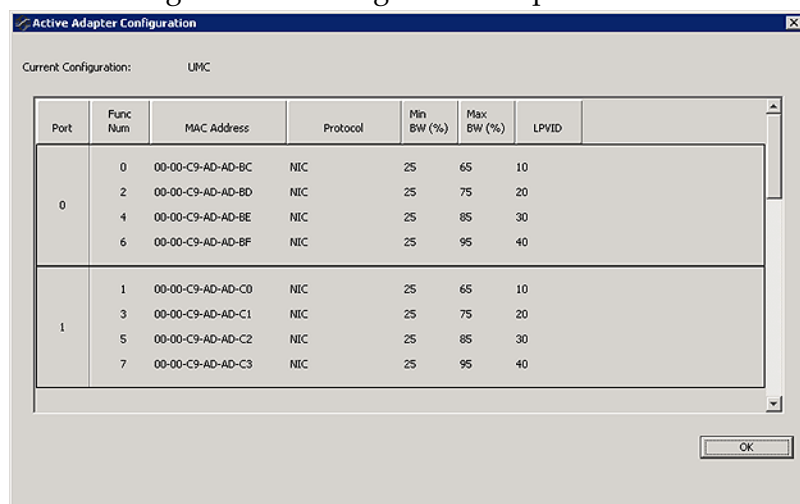 Active Adapter Configuration
Current Configuration: UMC
Port Func Num MAC Address Protocol Min BW (%) Max BW (%) LPVID
0
0 00-00-C9-AD-AD-BC NIC 25 65 10
2 00-00-C9-AD-AD-BD NIC 25 75 20
4 00-00-C9-AD-AD-BE NIC 25 85 30
6 00-00-C9-AD-AD-BF NIC 25 95 40
1
1 00-00-C9-AD-AD-C0 NIC 25 65 10
3 00-00-C9-AD-AD-C1 NIC 25 75 20
5 00-00-C9-AD-AD-C2 NIC 25 85 30
7 00-00-C9-AD-AD-C3 NIC 25 95 40
OK